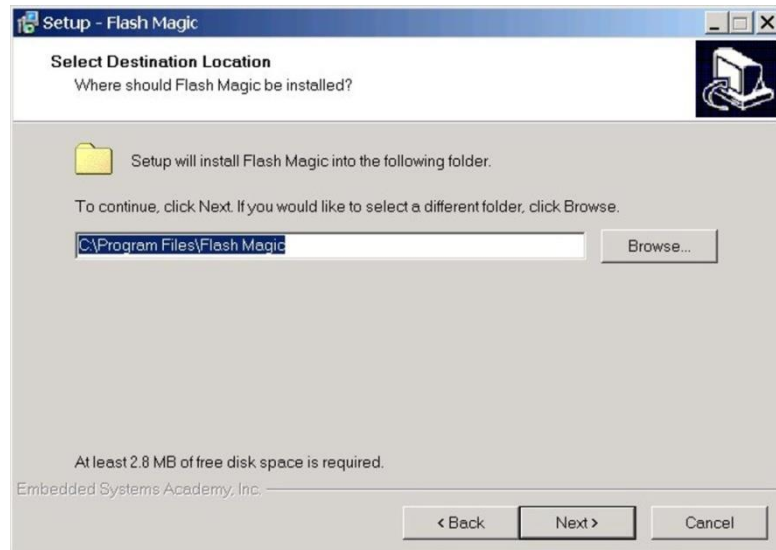 Setup - Flash Magic
Select Destination Location
Where should Flash Magic be installed?
Setup will install Flash Magic into the following folder.
To continue, click Next. If you would like to select a different folder, click Browse.
C:\Program Files\Flash Magic
Browse...
At least 2.8 MB of free disk space is required.
Embedded Systems Academy, Inc.
< Back
Next >
Cancel